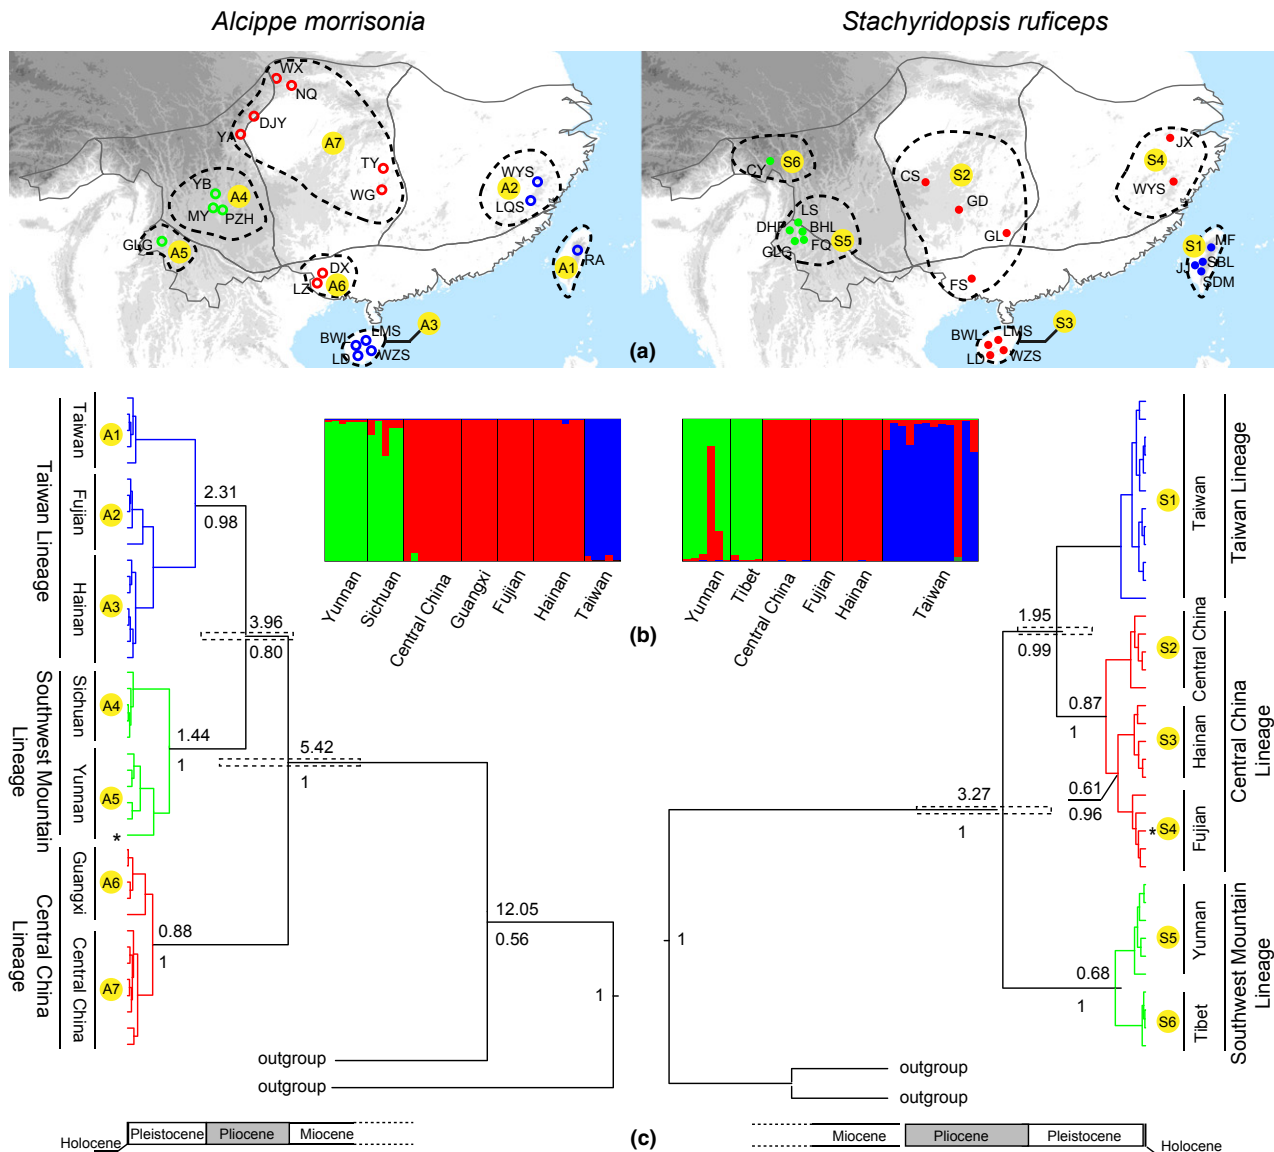 Alcippe morrisonia
Stachyridopsis ruficeps
WX
NQ
DJY
YA
A7
TY
WG
YB
A4
MY
PZH
GLG
A5
WYS
A2
LQS
RA
A1
DX
LZ
A6
BWL
LMS
LD
WZS
A3
(a)
CY
S6
CS
S2
GD
GL
LS
DHP
BHL
GLG
FQ
S5
FS
JX
S4
WYS
S1
MF
JJ
SBL
SDM
BWL
LMS
LD
WZS
S3
Taiwan Lineage
Taiwan
A1
Fujian
A2
Hainan
A3
Southwest Mountain
Lineage
Sichuan
A4
Yunnan
A5
*
Central China
Lineage
Guangxi
A6
Central China
A7
2.31
0.98
3.96
0.80
1.44
1
5.42
1
0.88
1
12.05
0.56
1
outgroup
outgroup
Yunnan
Sichuan
Central China
Guangxi
Fujian
Hainan
Taiwan
(b)
Yunnan
Tibet
Central China
Fujian
Hainan
Taiwan
1.95
0.99
0.87
1
0.61
0.96
3.27
1
0.68
1
1
S1
Taiwan
Taiwan Lineage
S2
Central China
S3
Hainan
* S4
Fujian
Central China
Lineage
S5
Yunnan
S6
Tibet
Southwest Mountain
Lineage
outgroup
outgroup
Holocene
Pleistocene
Pliocene
Miocene
(c)
Miocene
Pliocene
Pleistocene
Holocene